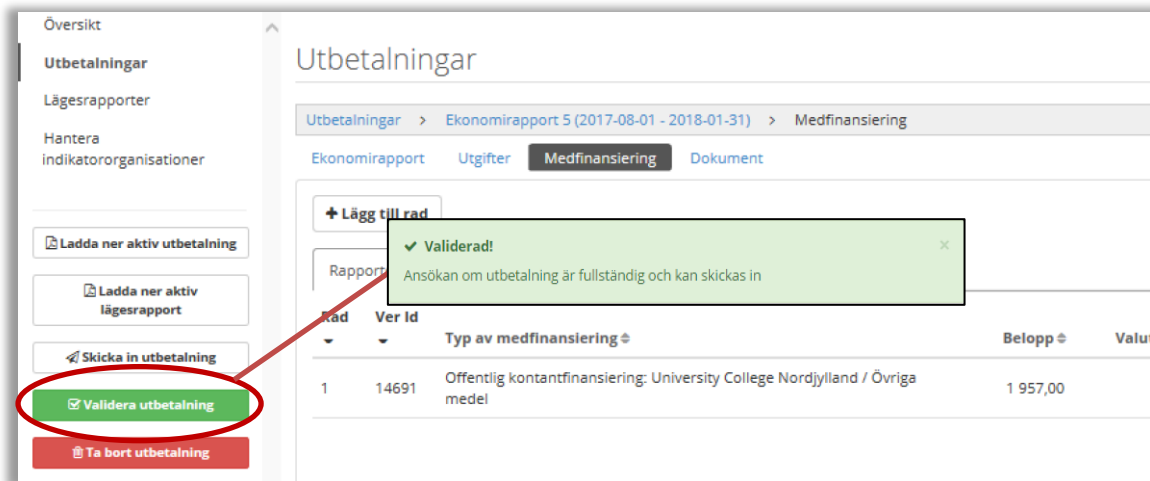 Översikt
Utbetalningar
Lägesrapporter
Hantera
indikatororganisationer
Ladda ner aktiv utbetalning
Ladda ner aktiv
lägesrapport
Skicka in utbetalning
Validera utbetalning
Ta bort utbetalning
Utbetalningar
Utbetalningar > Ekonomirapport 5 (2017-08-01 - 2018-01-31) > Medfinansiering
Ekonomirapport Utgifter Medfinansiering Dokument
+ Lägg till rad
Validerad! ×
Ansökan om utbetalning är fullständig och kan skickas in
Rapport
Rad Ver Id
Typ av medfinansiering Belopp Valut
1 14691 Offentlig kontantfinansiering: University College Nordjylland / Övriga 1 957,00
medel